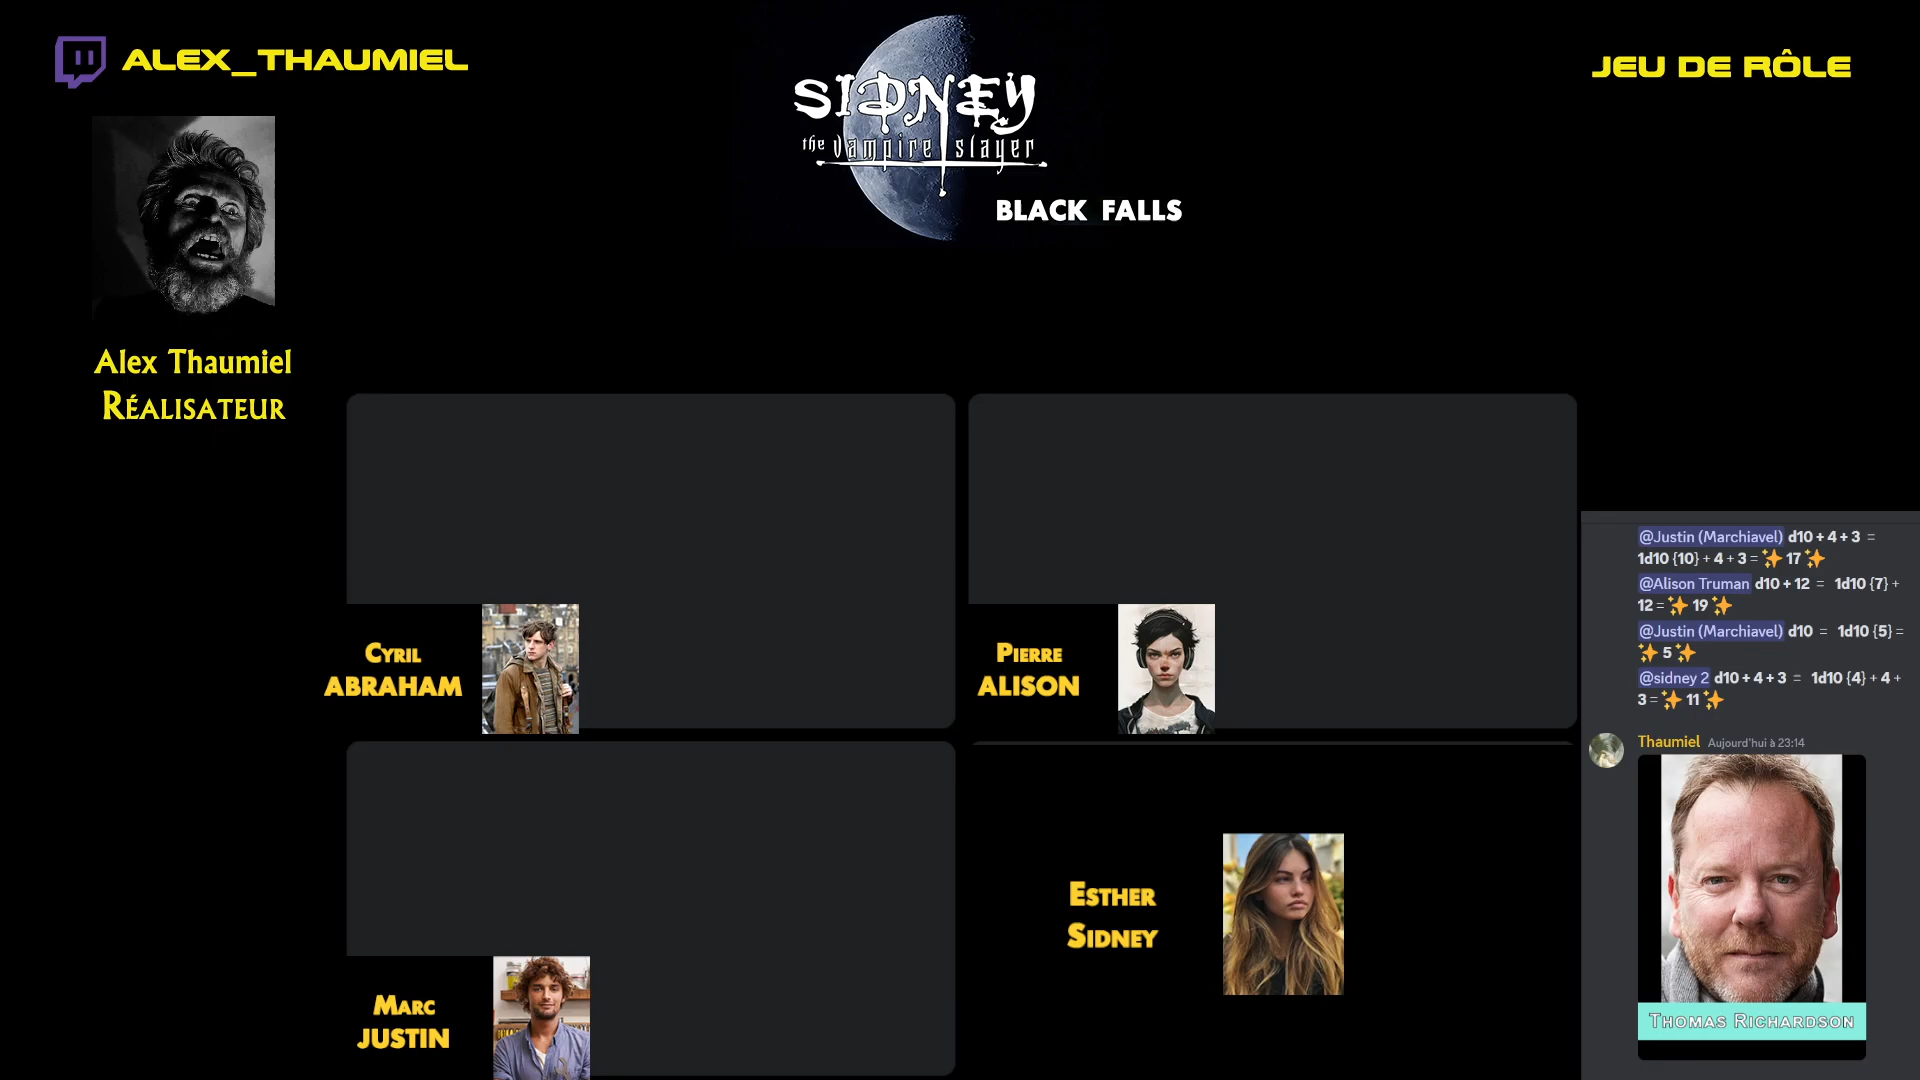 ALEX_THAUMIEL
SIDNEY
the vampire slayer
BLACK FALLS
JEU DE RÔLE
Alex Thaumiel
RÉALISATEUR
CYRIL
ABRAHAM
PIERRE
ALISON
MARC
JUSTIN
ESTHER
SIDNEY
@Justin (Marchiavel) d10 + 4 + 3 =
1d10 {10} + 4 + 3 = ✨ 17 ✨
@Alison Truman d10 + 12 = 1d10 {7} +
12 = ✨ 19 ✨
@Justin (Marchiavel) d10 = 1d10 {5} =
✨ 5 ✨
@sidney 2 d10 + 4 + 3 = 1d10 {4} + 4 +
3 = ✨ 11 ✨
Thaumiel Aujourd'hui à 23:14
THOMAS RICHARDSON